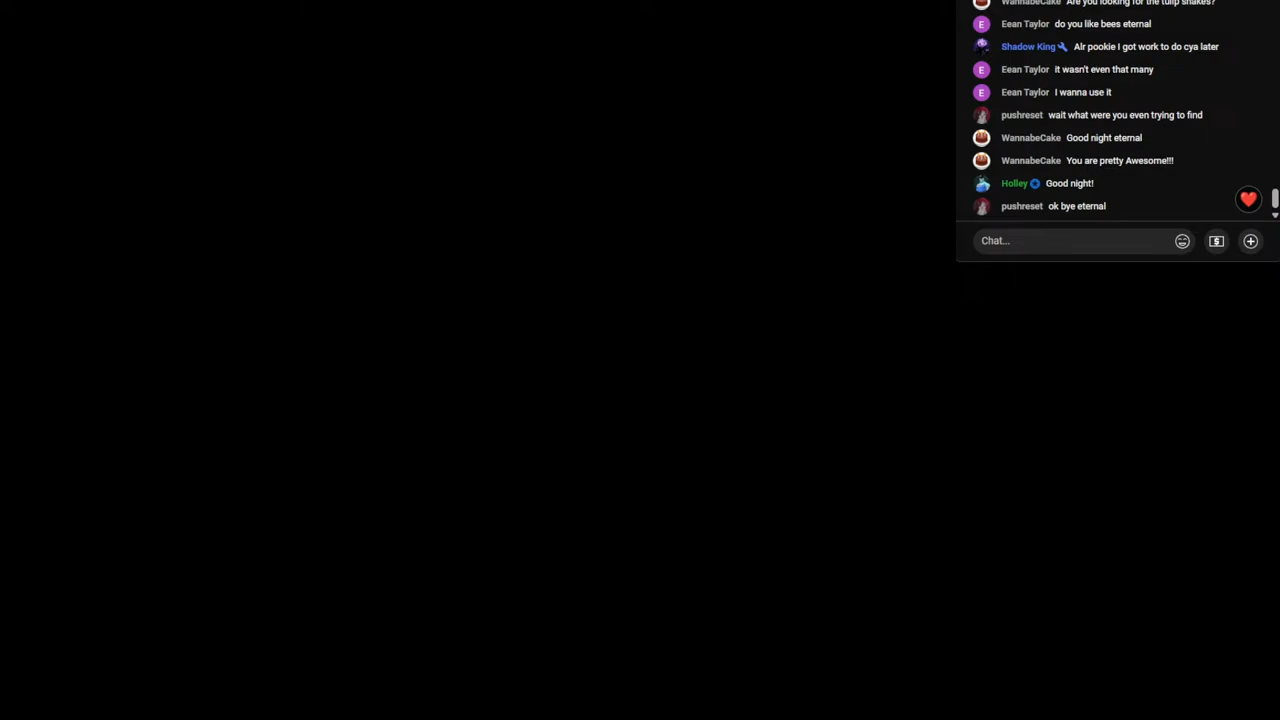 WannabeCake Are you looking for the tulip snakes?
E Eean Taylor do you like bees eternal
Shadow King Alr pookie I got work to do cya later
E Eean Taylor it wasn't even that many
E Eean Taylor I wanna use it
pushreset wait what were you even trying to find
WannabeCake Good night eternal
WannabeCake You are pretty Awesome!!!
Holley Good night!
pushreset ok bye eternal
Chat...